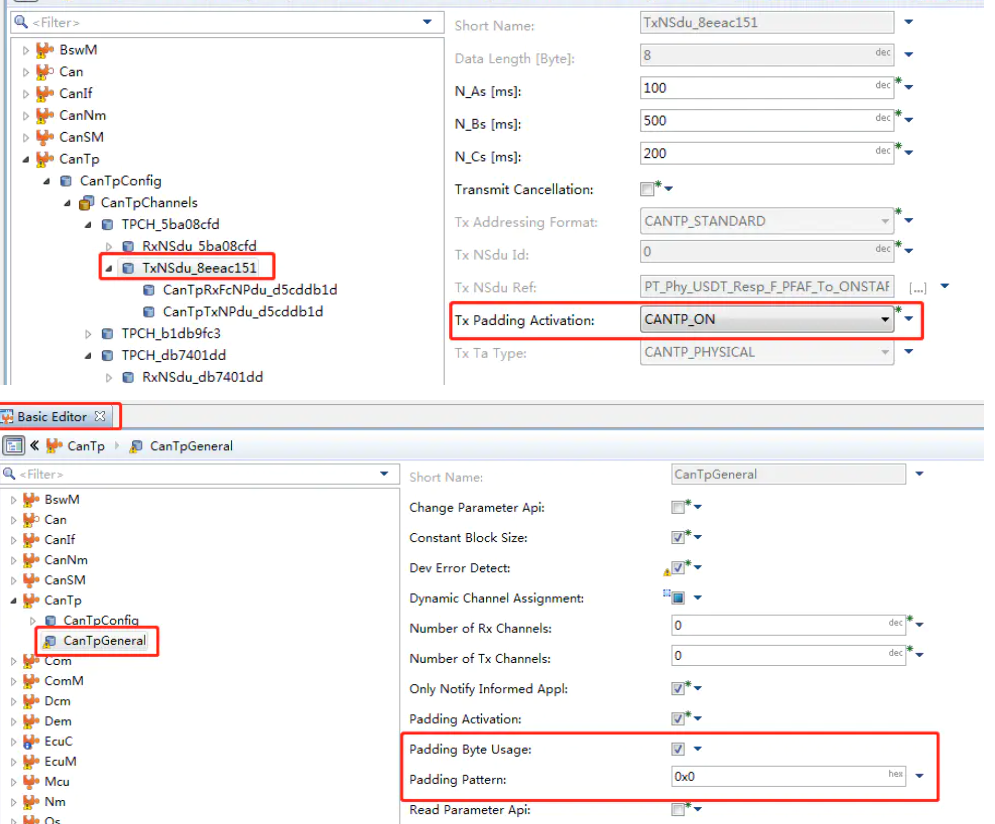 <Filter>
BswM
Can
CanIf
CanNm
CanSM
CanTp
CanTpConfig
CanTpChannels
TPCH_5ba08cfd
RxNSdu_5ba08cfd
TxNSdu_8eeac151
CanTpRxFcNPdu_d5cddb1d
CanTpTxNPdu_d5cddb1d
TPCH_b1db9fc3
TPCH_db7401dd
RxNSdu_db7401dd
Short Name: TxNSdu_8eeac151
Data Length [Byte]: 8 dec
N_As [ms]: 100 dec
N_Bs [ms]: 500 dec
N_Cs [ms]: 200 dec
Transmit Cancellation:
Tx Addressing Format: CANTP_STANDARD
Tx NSdu Id: 0 dec
Tx NSdu Ref: PT_Phy_USDT_Resp_F_PFAF_To_ONSTAF [...]
Tx Padding Activation: CANTP_ON
Tx Ta Type: CANTP_PHYSICAL
Basic Editor
CanTp CanTpGeneral
<Filter>
BswM
Can
CanIf
CanNm
CanSM
CanTp
CanTpConfig
CanTpGeneral
Com
ComM
Dcm
Dem
EcuC
EcuM
Mcu
Nm
Os
Short Name: CanTpGeneral
Change Parameter Api:
Constant Block Size:
Dev Error Detect:
Dynamic Channel Assignment:
Number of Rx Channels: 0 dec
Number of Tx Channels: 0 dec
Only Notify Informed Appl:
Padding Activation:
Padding Byte Usage:
Padding Pattern: 0x0 hex
Read Parameter Api: